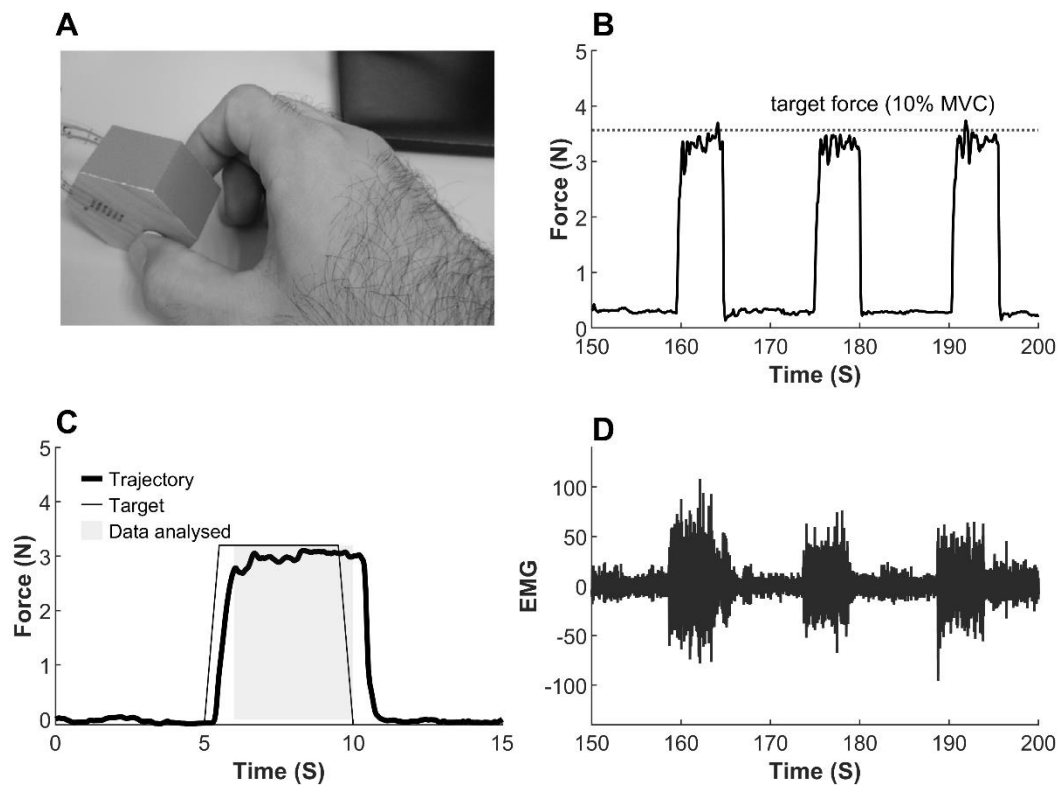 A
B
5
4
3
2
1
0
Force (N)
target force (10% MVC)
150 160 170 180 190 200
Time (S)
C
5
4
3
2
1
0
Force (N)
Trajectory
Target
Data analysed
0 5 10 15
Time (S)
D
100
50
0
-50
-100
EMG
150 160 170 180 190 200
Time (S)